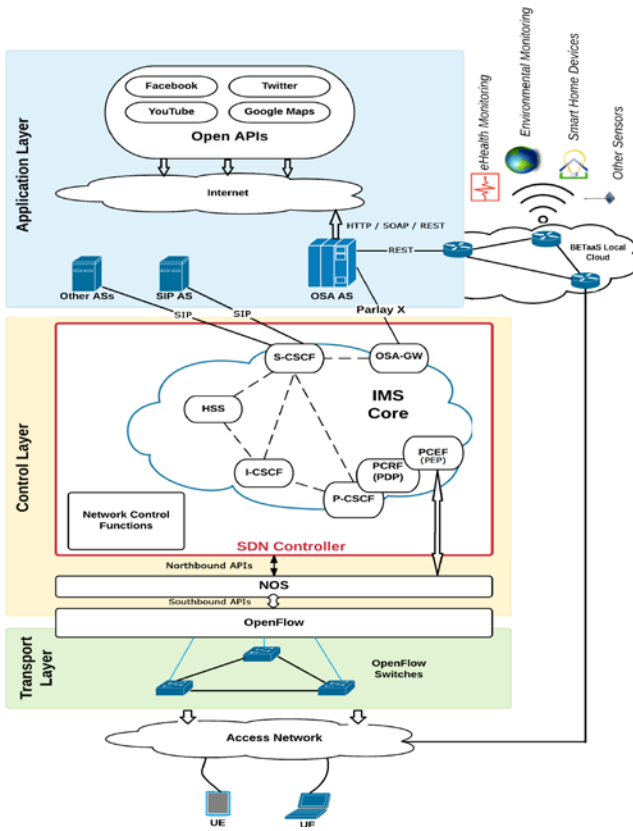 Application Layer
Facebook
Twitter
YouTube
Google Maps
Open APIs
Internet
eHealth Monitoring
Environmental Monitoring
Smart Home Devices
Other Sensors
HTTP / SOAP / REST
REST
BETaaS Local
Cloud
Other ASs
SIP AS
OSA AS
SIP
SIP
Parlay X
Control Layer
S-CSCF
OSA-GW
IMS
Core
HSS
PCEF
(PEP)
I-CSCF
PCRF
(PDP)
P-CSCF
Network Control
Functions
SDN Controller
Northbound APIs
NOS
Southbound APIs
OpenFlow
Transport
Layer
OpenFlow
Switches
Access Network
UE
UE